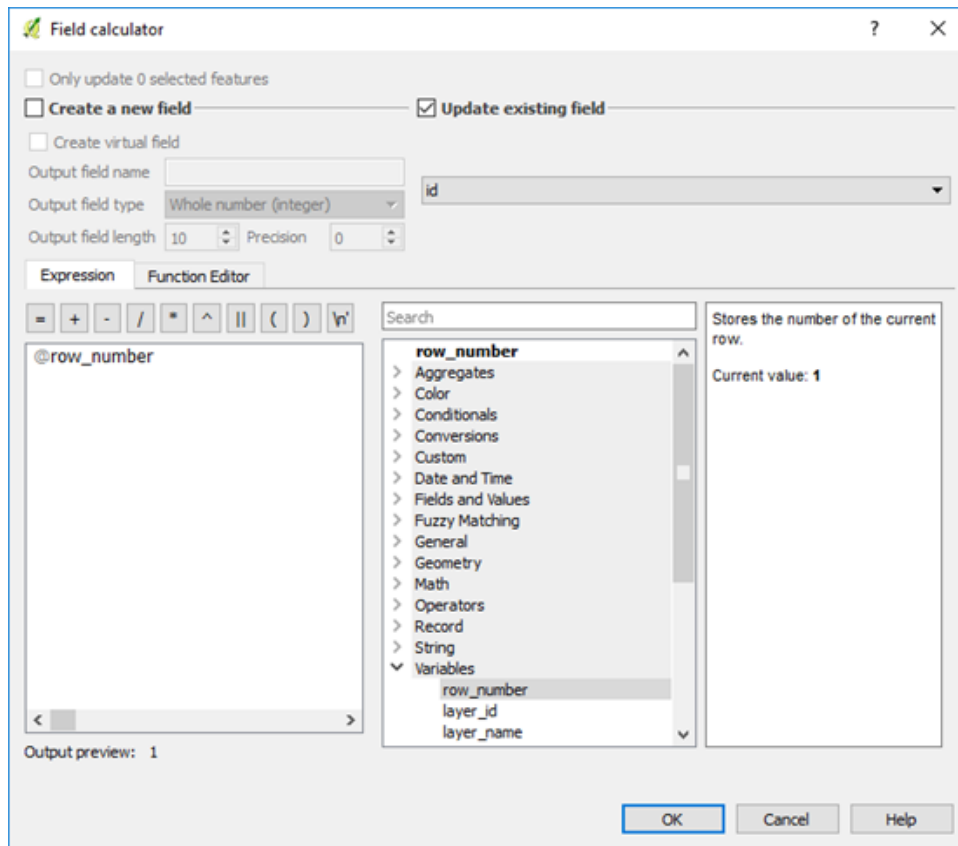 Field calculator
?
Only update 0 selected features
Create a new field
Update existing field
Create virtual field
Output field name
id
Output field type Whole number (integer)
Output field length 10 Precision 0
Expression Function Editor
= + - / * ^ || ( ) \n'
Search
@row_number
row_number
Aggregates
Color
Conditionals
Conversions
Custom
Date and Time
Fields and Values
Fuzzy Matching
General
Geometry
Math
Operators
Record
String
Variables
row_number
layer_id
layer_name
Stores the number of the current
row.
Current value: 1
Output preview: 1
OK Cancel Help